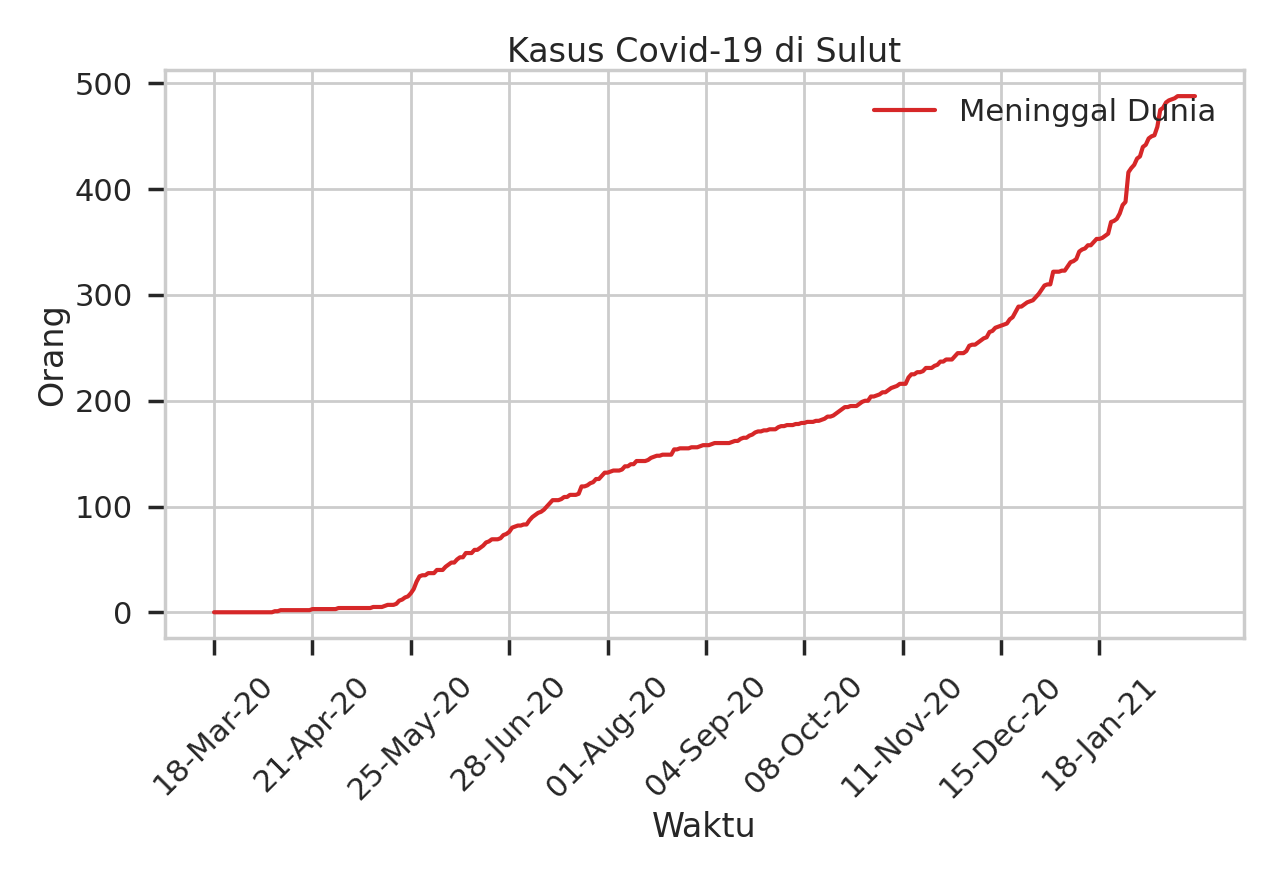 Kasus Covid-19 di Sulut
Meninggal Dunia
Orang
500
400
300
200
100
0
18-Mar-20
21-Apr-20
25-May-20
28-Jun-20
01-Aug-20
04-Sep-20
08-Oct-20
11-Nov-20
15-Dec-20
18-Jan-21
Waktu